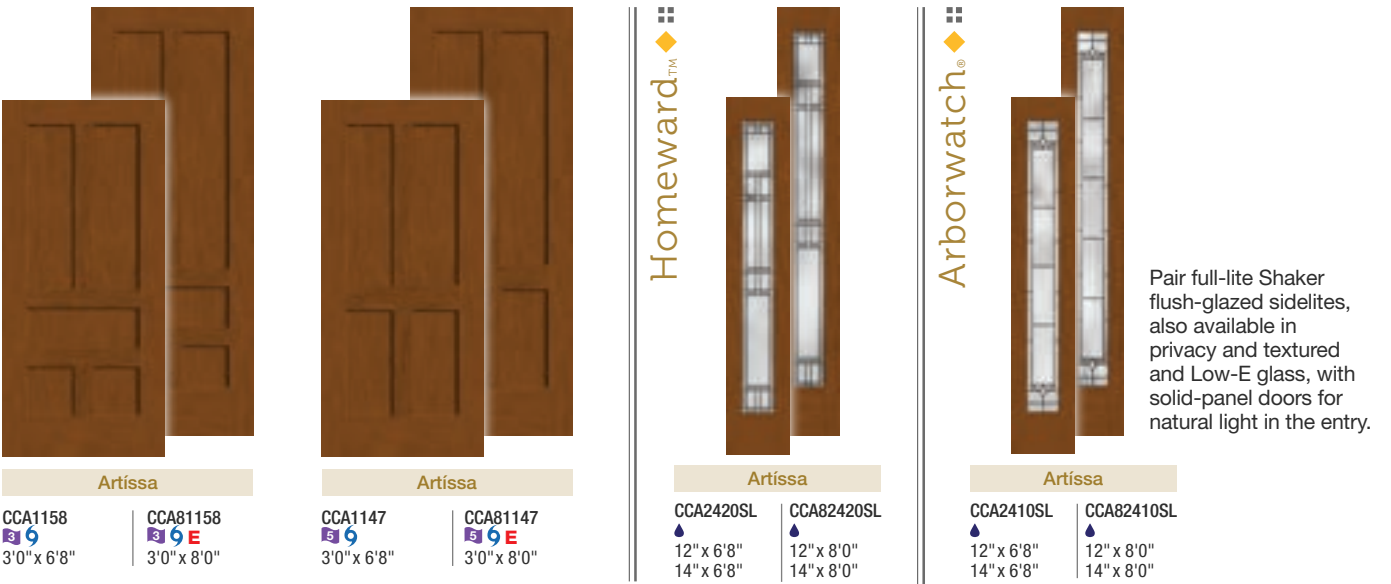 Artíssa
CCA1158
3
3'0" x 6'8"
CCA81158
3 E
3'0" x 8'0"
Artíssa
CCA1147
5
3'0" x 6'8"
CCA81147
5 E
3'0" x 8'0"
Homeward™
Artíssa
CCA2420SL
12" x 6'8"
14" x 6'8"
CCA82420SL
12" x 8'0"
14" x 8'0"
Arborwatch®
Artíssa
CCA2410SL
12" x 6'8"
14" x 6'8"
CCA82410SL
12" x 8'0"
14" x 8'0"
Pair full-lite Shaker
flush-glazed sidelites,
also available in
privacy and textured
and Low-E glass, with
solid-panel doors for
natural light in the entry.